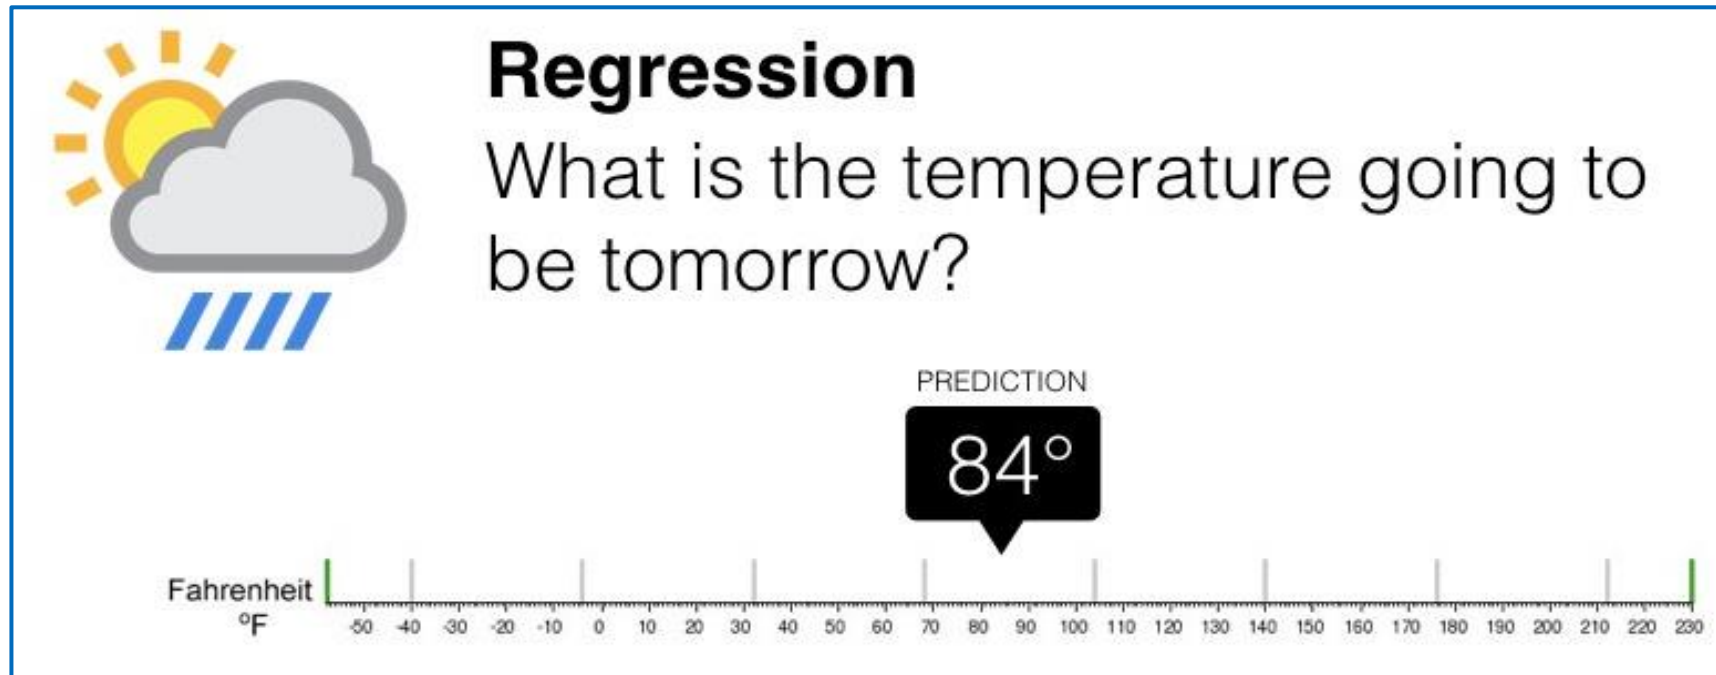 Regression
What is the temperature going to
be tomorrow?
PREDICTION
84°
Fahrenheit
°F
-50 -40 -30 -20 -10 0 10 20 30 40 50 60 70 80 90 100 110 120 130 140 150 160 170 180 190 200 210 220 230